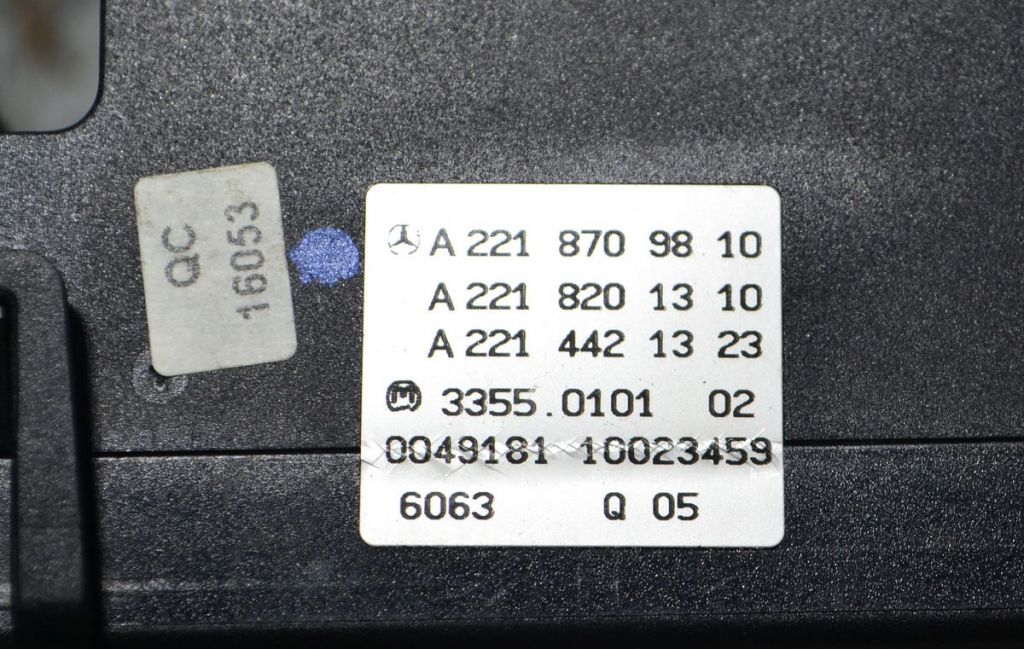 QC
16053
A 221 870 98 10
A 221 820 13 10
A 221 442 13 23
M 3355.0101 02
0049181 10023459
6063 Q 05